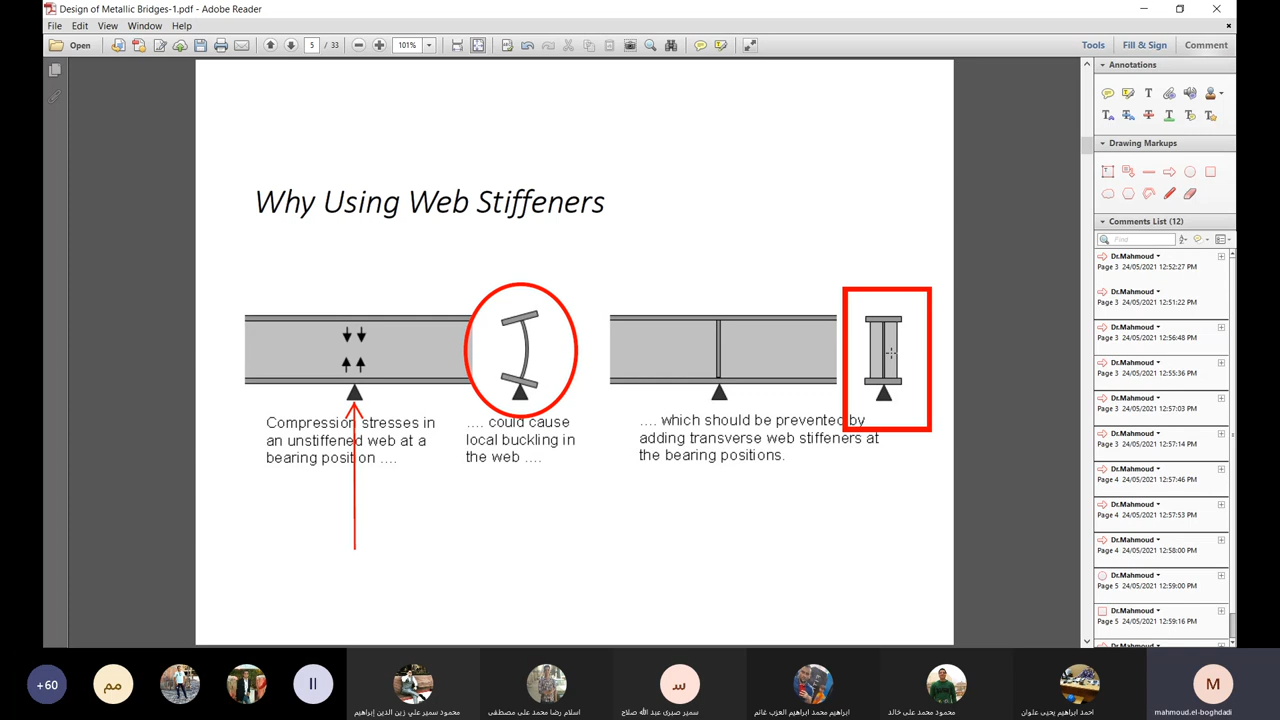 Design of Metallic Bridges-1.pdf - Adobe Reader
File Edit View Window Help
Open 5 / 33 101% Tools Fill & Sign Comment
Annotations
Drawing Markups
Comments List (12)
Find
Dr.Mahmoud
Page 3 24/05/2021 12:52:27 PM
Dr.Mahmoud
Page 3 24/05/2021 12:51:22 PM
Dr.Mahmoud
Page 3 24/05/2021 12:56:48 PM
Dr.Mahmoud
Page 3 24/05/2021 12:55:36 PM
Dr.Mahmoud
Page 3 24/05/2021 12:57:03 PM
Dr.Mahmoud
Page 3 24/05/2021 12:57:14 PM
Dr.Mahmoud
Page 4 24/05/2021 12:57:46 PM
Dr.Mahmoud
Page 4 24/05/2021 12:57:53 PM
Dr.Mahmoud
Page 4 24/05/2021 12:58:00 PM
Dr.Mahmoud
Page 5 24/05/2021 12:59:00 PM
Dr.Mahmoud
Page 5 24/05/2021 12:59:16 PM
Why Using Web Stiffeners
Compression stresses in
an unstiffened web at a
bearing position ....
.... could cause
local buckling in
the web ....
.... which should be prevented by
adding transverse web stiffeners at
the bearing positions.
+60
مم
اا
س
M
محمود سمير علي زين الدين إبراهيم
اسلام رضا محمد على مصطفى
سمير صبرى عبد الله صلاح
ابراهيم محمد ابراهيم العزب غانم
محمود محمد على خالد
احمد ابراهيم يحيى علوان
mahmoud.el-boghdadi